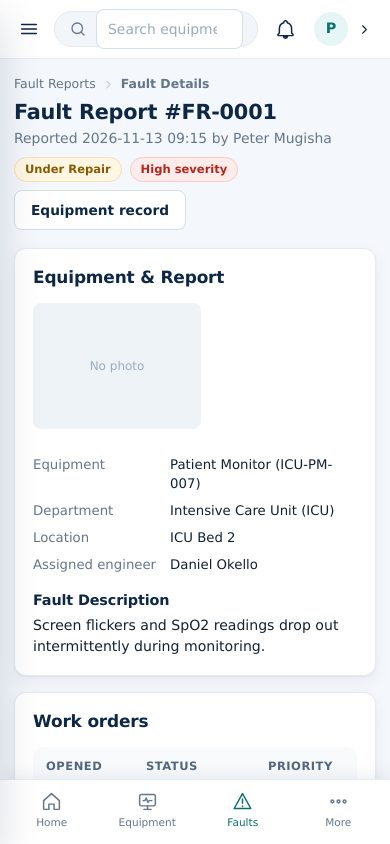 Search equipme
P
Fault Reports > Fault Details
Fault Report #FR-0001
Reported 2026-11-13 09:15 by Peter Mugisha
Under Repair High severity
Equipment record
Equipment & Report
No photo
Equipment Patient Monitor (ICU-PM-
007)
Department Intensive Care Unit (ICU)
Location ICU Bed 2
Assigned engineer Daniel Okello
Fault Description
Screen flickers and SpO2 readings drop out
intermittently during monitoring.
Work orders
OPENED STATUS PRIORITY
Home Equipment Faults More